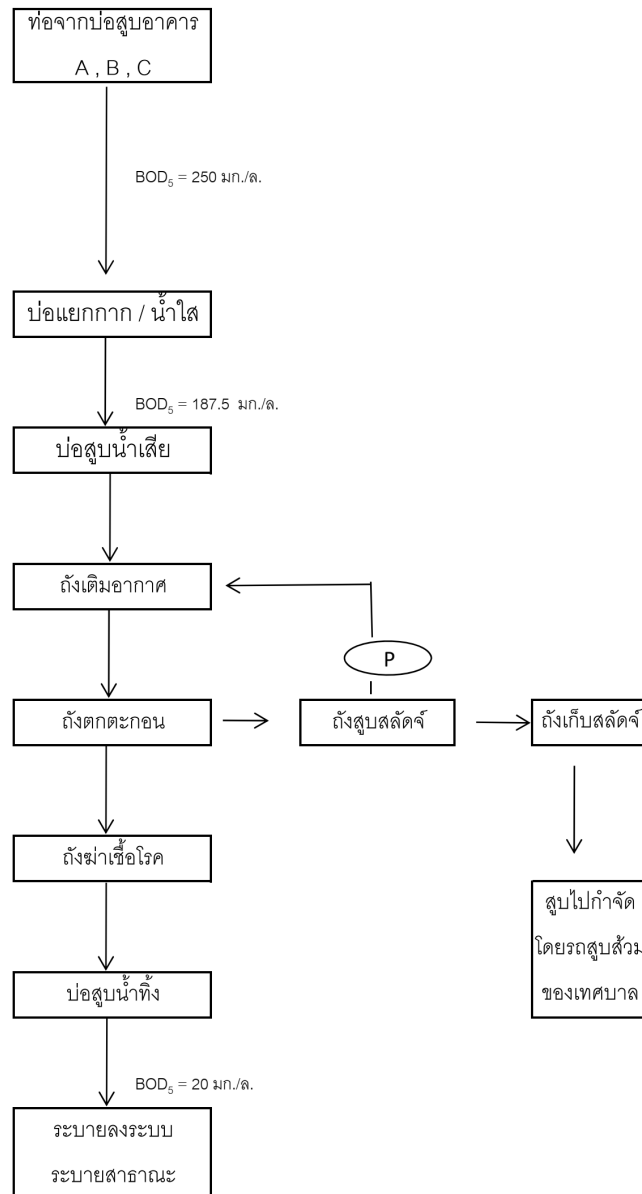 ท่อจากบ่อสูบอาคาร
A , B , C
BOD₅ = 250 มก./ล.
บ่อแยกกาก / น้ำใส
BOD₅ = 187.5 มก./ล.
บ่อสูบน้ำเสีย
ถังเติมอากาศ
P
ถังตกตะกอน
ถังสูบสลัดจ์
ถังเก็บสลัดจ์
ถังฆ่าเชื้อโรค
สูบไปกำจัด
โดยรถสูบส้วม
ของเทศบาล
บ่อสูบน้ำทิ้ง
BOD₅ = 20 มก./ล.
ระบายลงระบบ
ระบายสาธาณะ